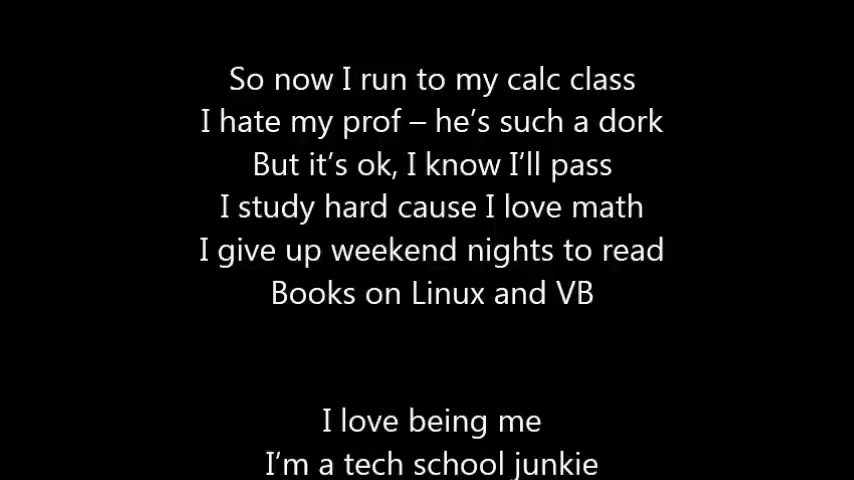 So now I run to my calc class
I hate my prof – he’s such a dork
But it’s ok, I know I’ll pass
I study hard cause I love math
I give up weekend nights to read
Books on Linux and VB
I love being me
I’m a tech school junkie